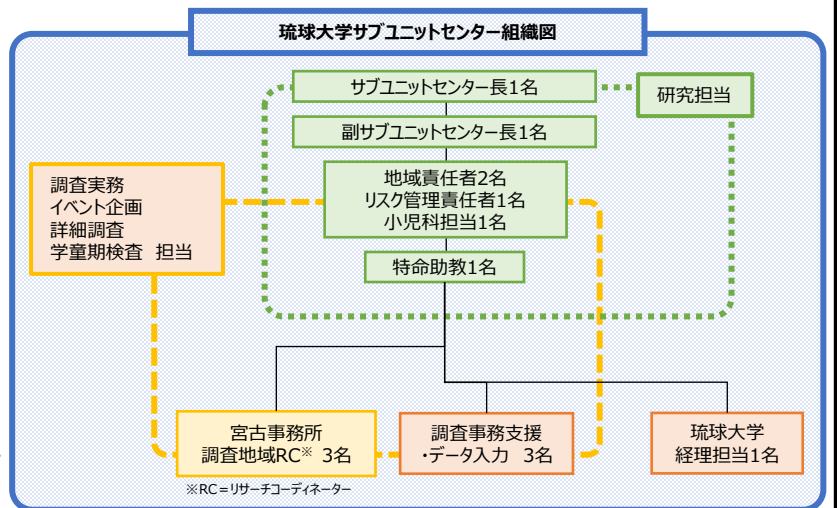 琉球大学サブユニットセンター組織図
サブユニットセンター長1名
研究担当
副サブユニットセンター長1名
地域責任者2名
リスク管理責任者1名
小児科担当1名
調査実務
イベント企画
詳細調査
学童期検査 担当
特命助教1名
宮古事務所
調査地域RC※ 3名
調査事務支援
・データ入力 3名
琉球大学
経理担当1名
※RC=リサーチコーディネーター